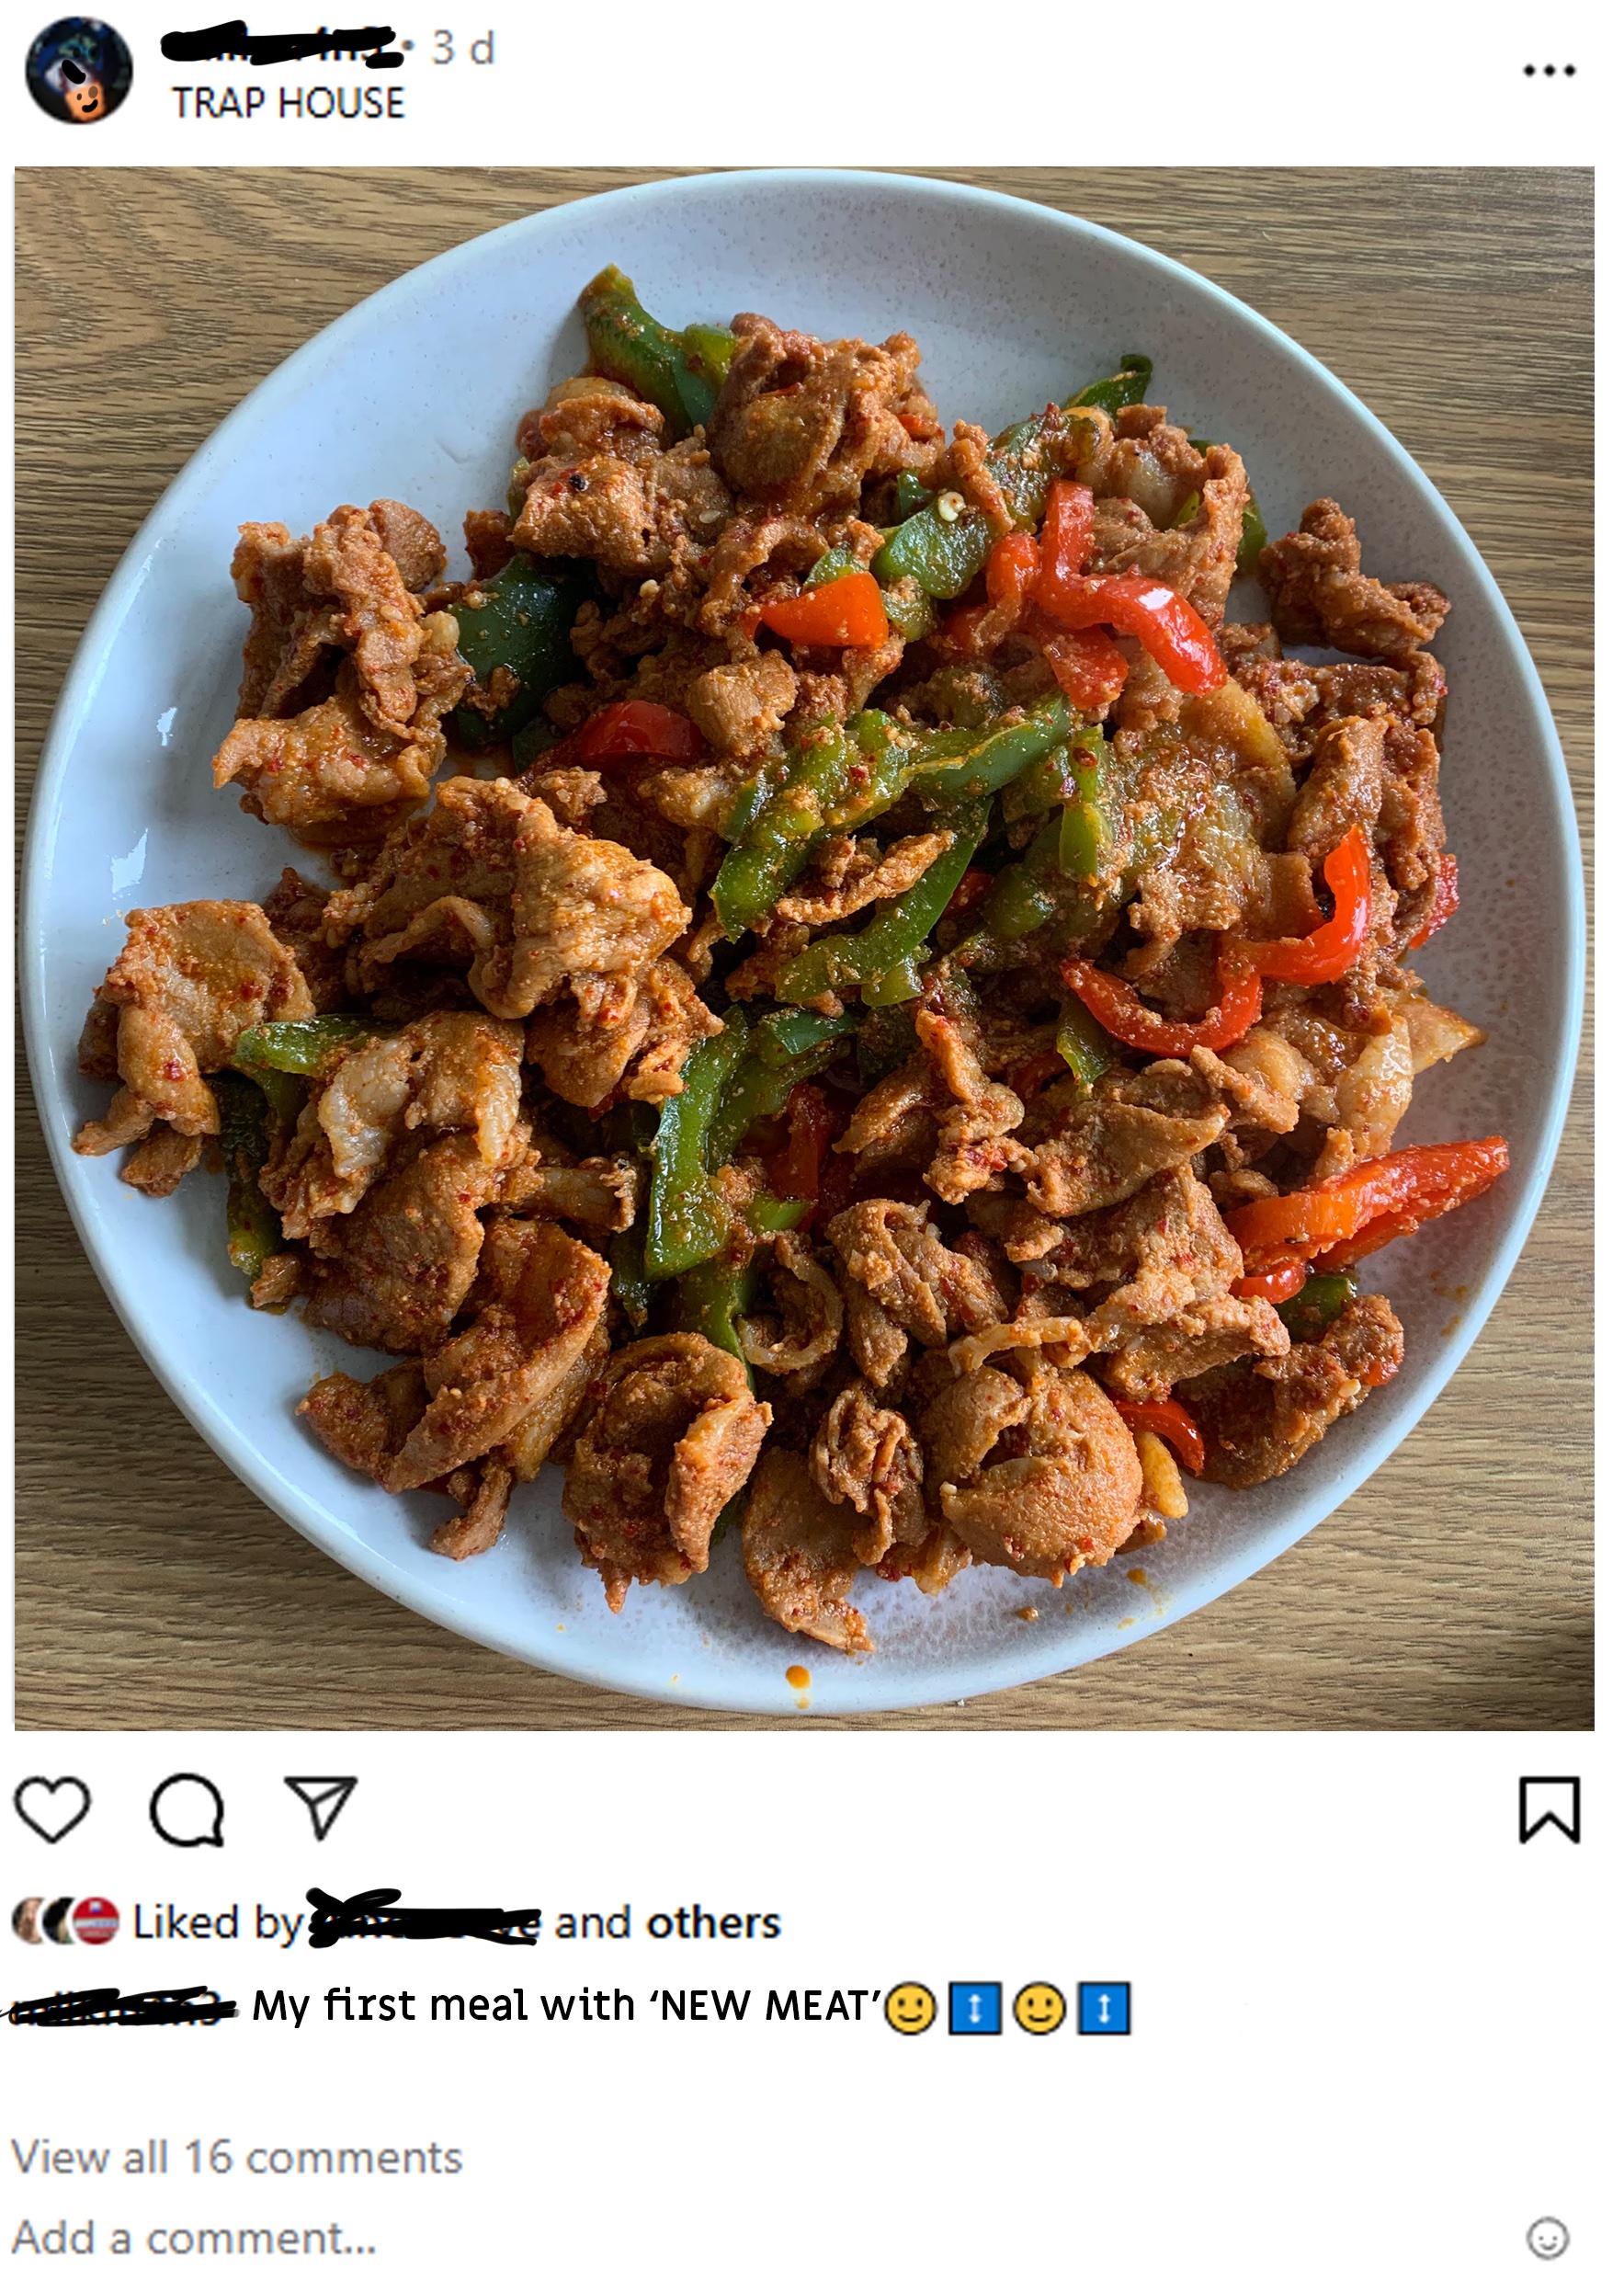 • 3 d
TRAP HOUSE
Liked by and others
My first meal with ‘NEW MEAT’🙂↕🙂↕
View all 16 comments
Add a comment...